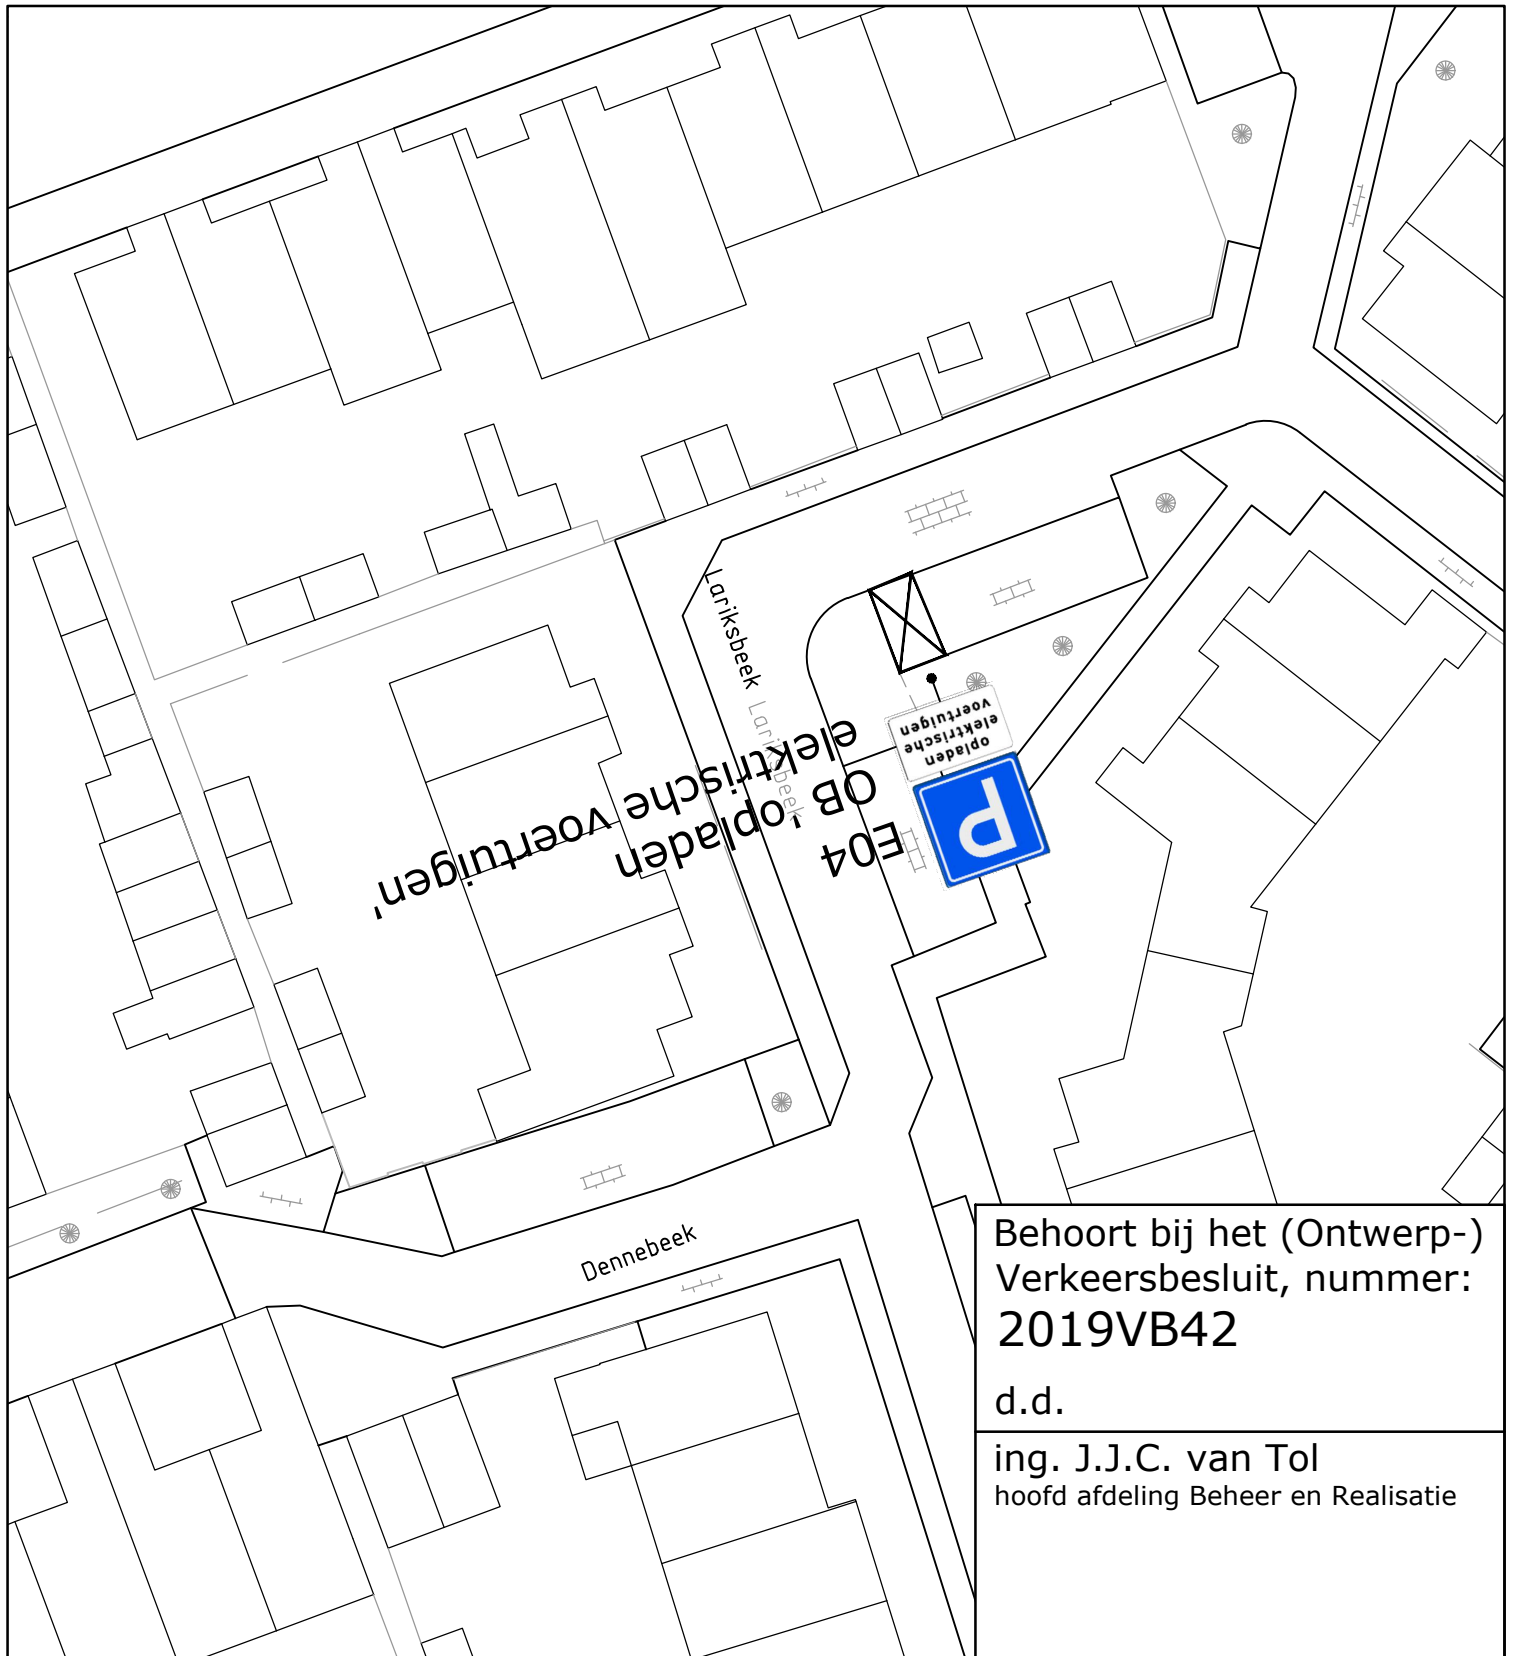 Lariksbeek
Lariksbeek
opladen
elektrische
voertuigen
P
E04
OB 'opladen
elektrische voertuigen'
Dennebeek
Behoort bij het (Ontwerp-)
Verkeersbesluit, nummer:
2019VB42
d.d.
ing. J.J.C. van Tol
hoofd afdeling Beheer en Realisatie